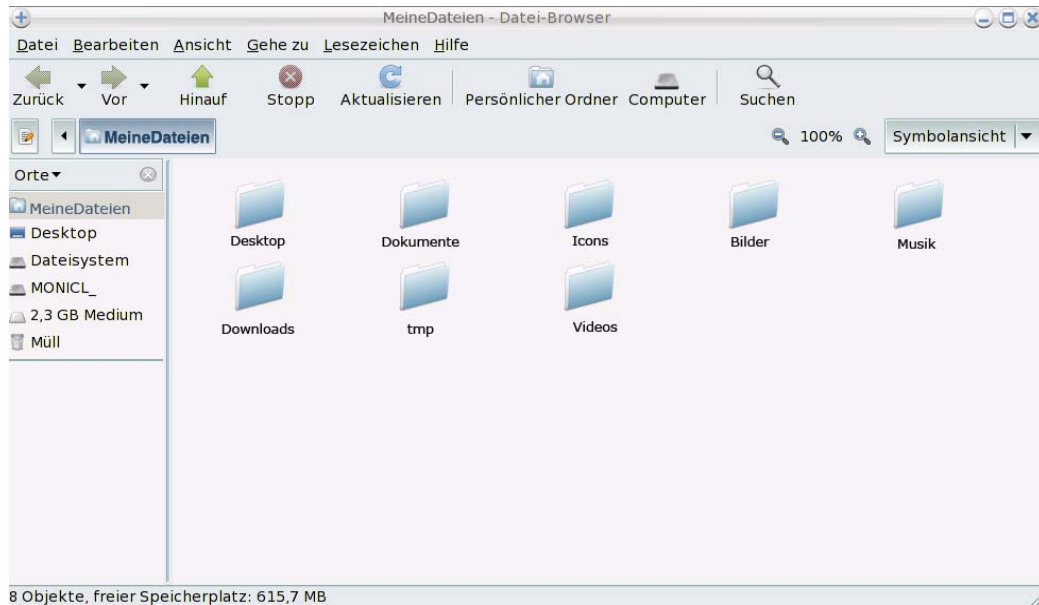 MeineDateien - Datei-Browser
Datei Bearbeiten Ansicht Gehe zu Lesezeichen Hilfe
Zurück Vor Hinauf Stopp Aktualisieren Persönlicher Ordner Computer Suchen
MeineDateien 100% Symbolansicht
Orte
MeineDateien
Desktop
Dateisystem
MONICL_
2,3 GB Medium
Müll
Desktop Dokumente Icons Bilder Musik
Downloads tmp Videos
8 Objekte, freier Speicherplatz: 615,7 MB